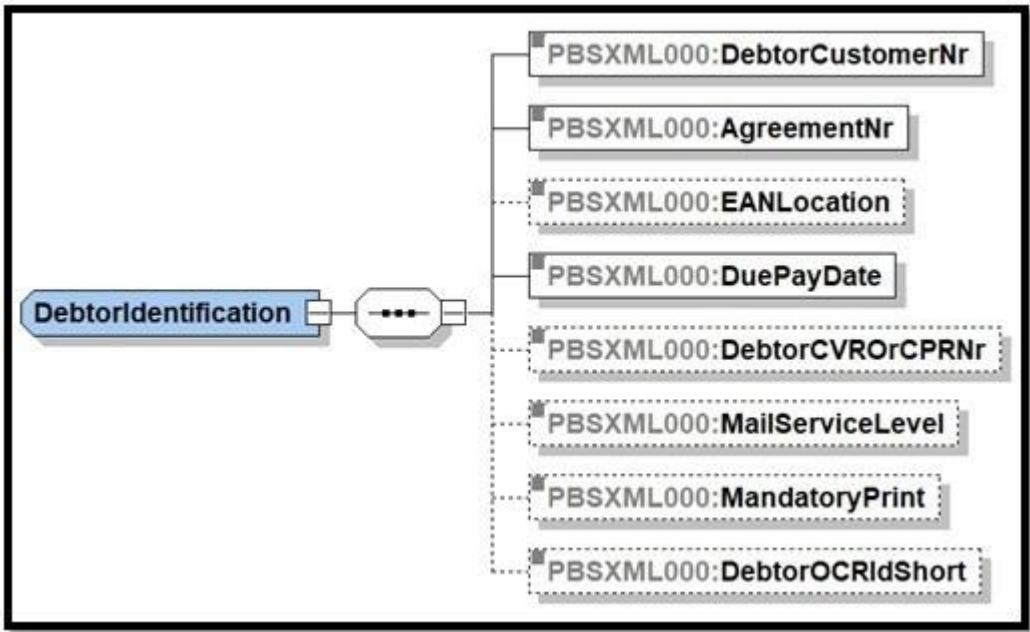 PBSXML000:DebtorCustomerNr
PBSXML000:AgreementNr
PBSXML000:EANLocation
PBSXML000:DuePayDate
DebtorIdentification
PBSXML000:DebtorCVROrCPRNr
PBSXML000:MailServiceLevel
PBSXML000:MandatoryPrint
PBSXML000:DebtorOCRIdShort